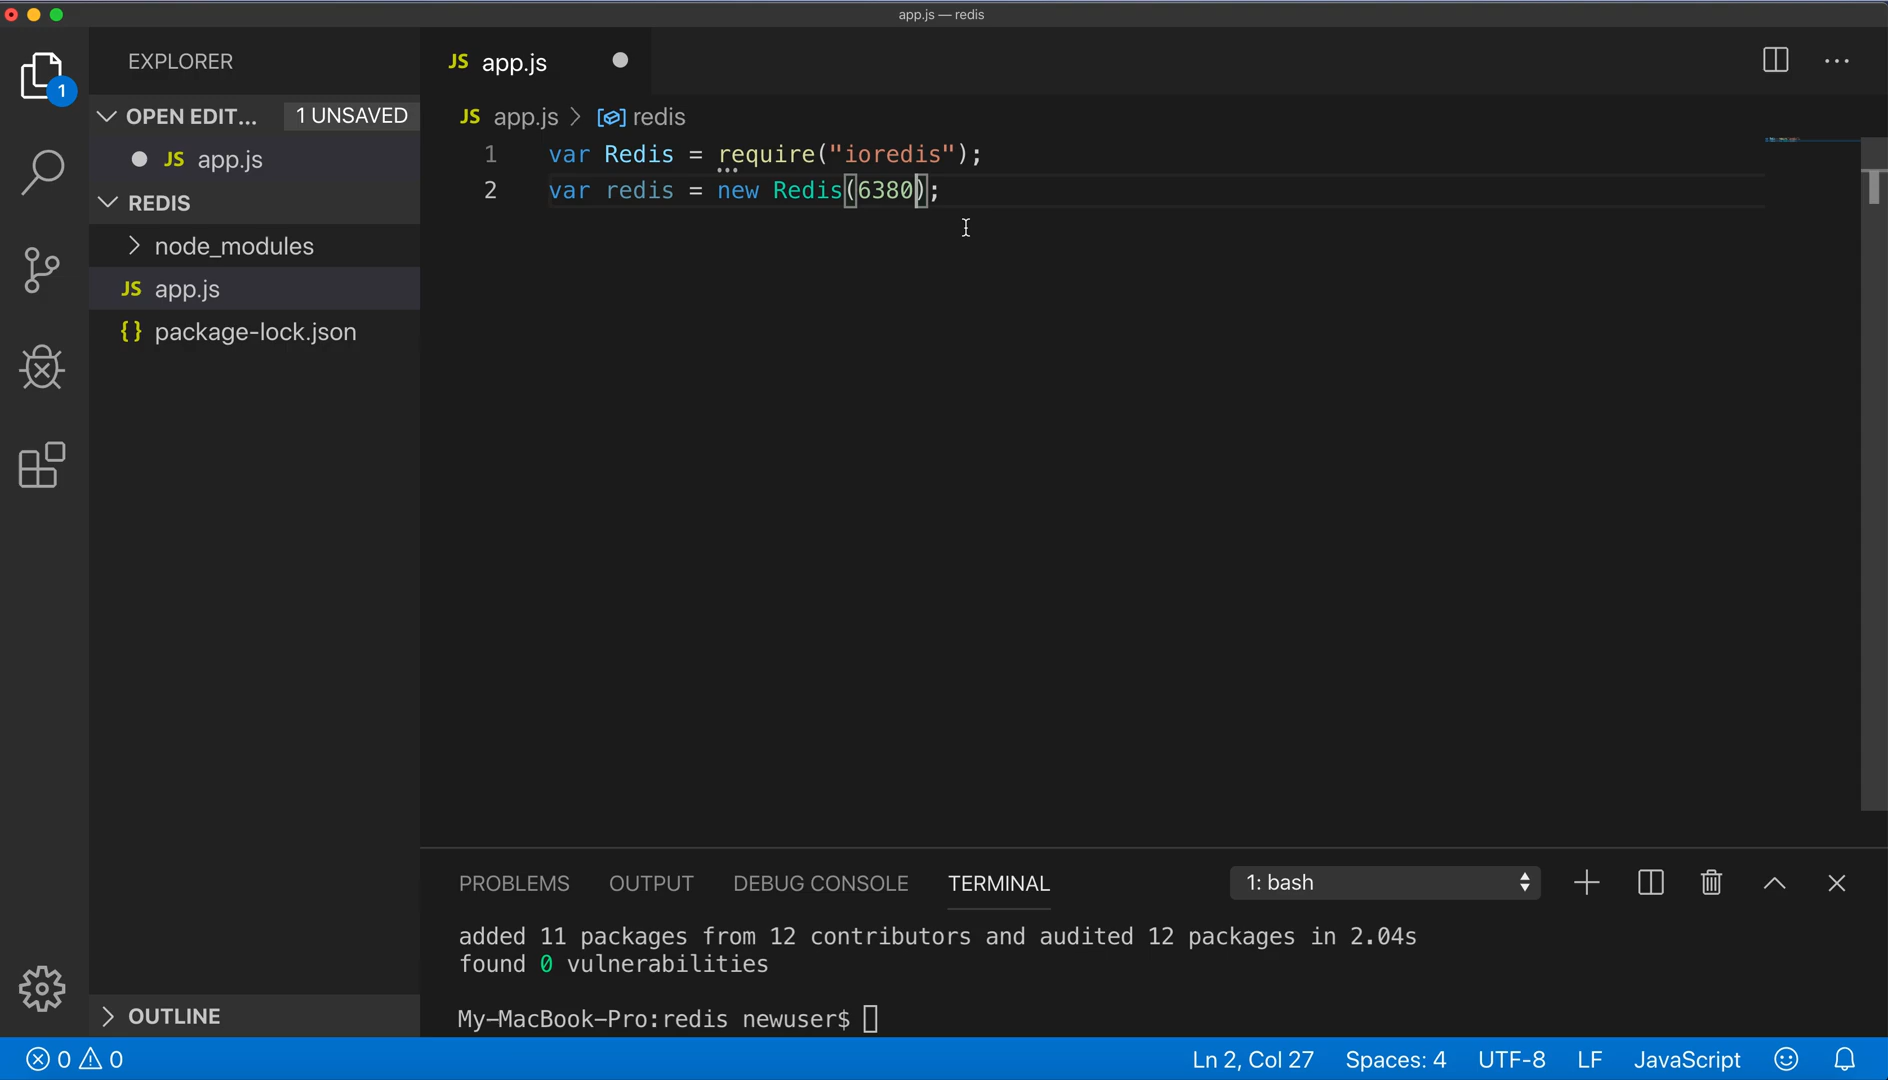 app.js — redis
EXPLORER
OPEN EDIT... 1 UNSAVED
JS app.js
REDIS
node_modules
JS app.js
{} package-lock.json
OUTLINE
1
JS app.js
JS app.js > redis
1 var Redis = require("ioredis");
2 var redis = new Redis(6380);
PROBLEMS OUTPUT DEBUG CONSOLE TERMINAL 1: bash
added 11 packages from 12 contributors and audited 12 packages in 2.04s
found 0 vulnerabilities
My-MacBook-Pro:redis newuser$
0 0 Ln 2, Col 27 Spaces: 4 UTF-8 LF JavaScript